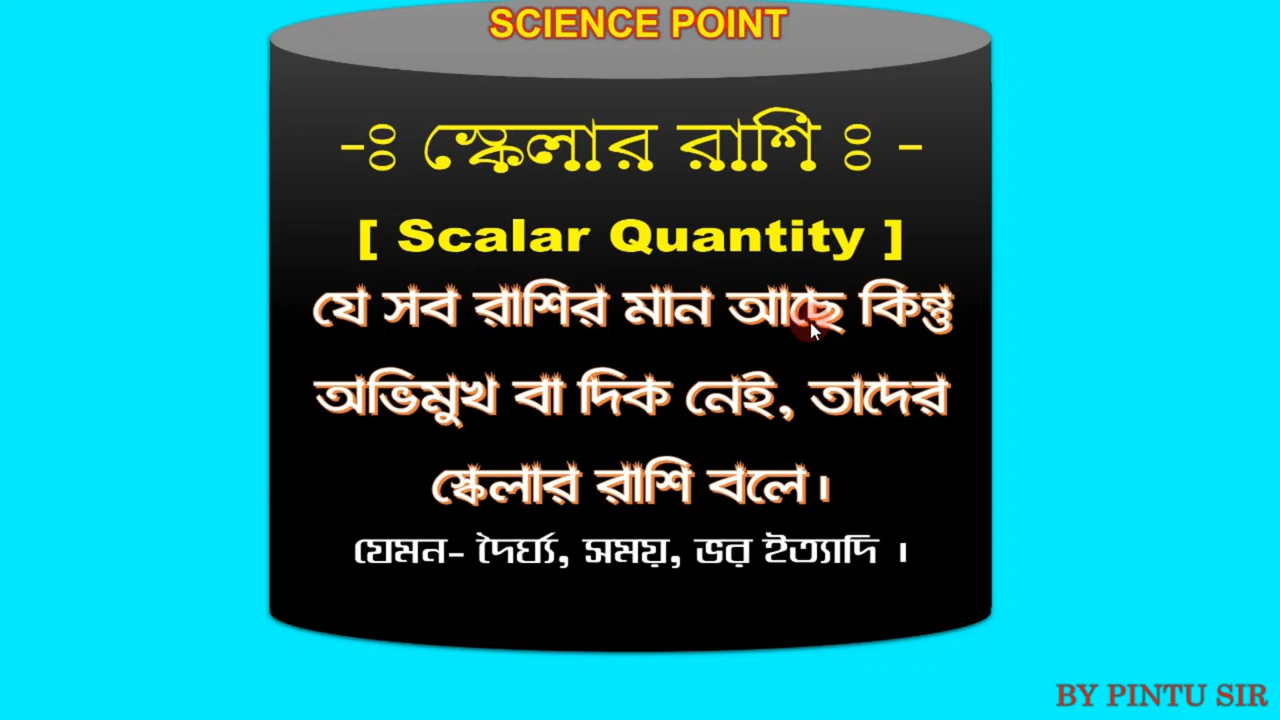 SCIENCE POINT
-ঃ স্কেলার রাশি ঃ -
[ Scalar Quantity ]
যে সব রাশির মান আছে কিন্তু
অভিমুখ বা দিক নেই, তাদের
স্কেলার রাশি বলে।
যেমন- দৈর্ঘ্য, সময়, ভর ইত্যাদি ।
BY PINTU SIR